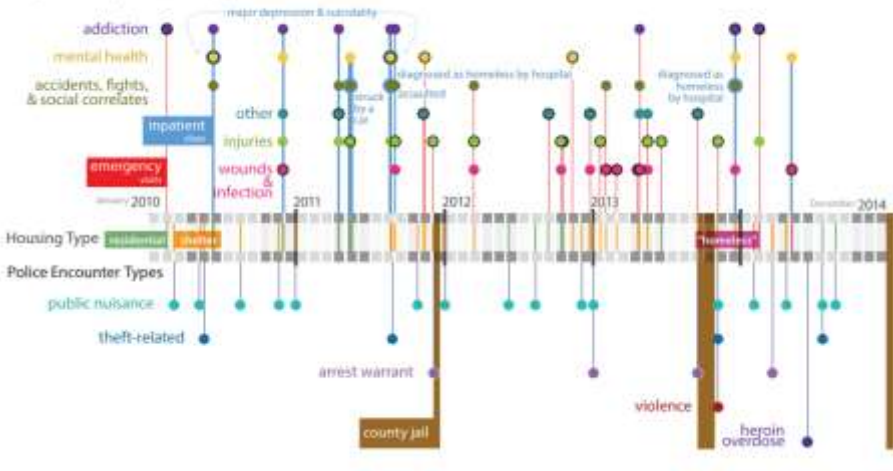 major depression & suicidality
addiction
mental health
accidents, fights,
& social correlates
diagnosed as homeless by hospital
diagnosed as
homeless
by hospital
struck
by a
car
assaulted
other
inpatient
injuries
emergency
wounds
&
infection
January 2010
2011
2012
2013
December 2014
Housing Type
residential
shelter
"homeless"
Police Encounter Types
public nuisance
theft-related
arrest warrant
violence
county jail
heroin
overdose